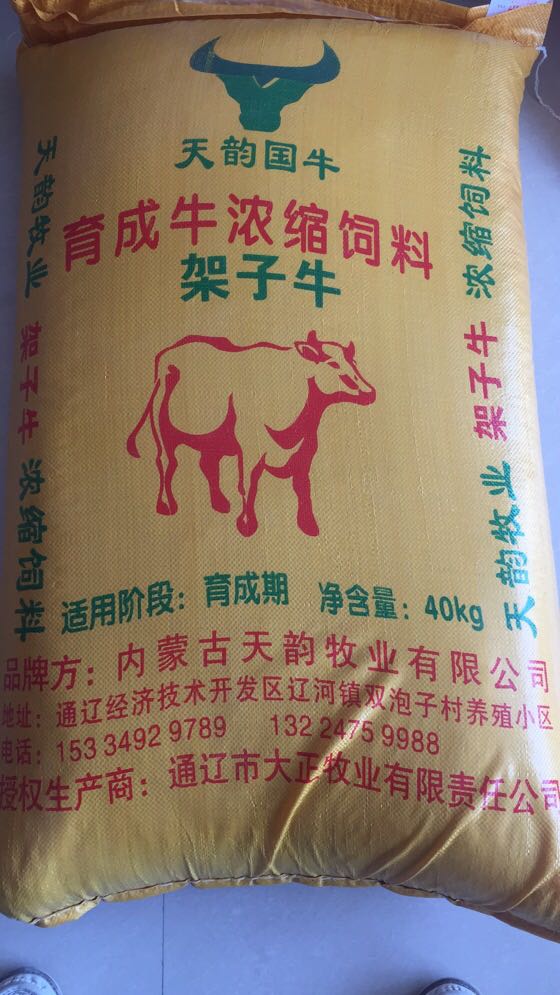 天韵国牛
育成牛浓缩饲料
架子牛
天韵牧业 架子牛 浓缩饲料
天韵牧业 架子牛 浓缩饲料
适用阶段：育成期 净含量：40kg
品牌方：内蒙古天韵牧业有限公司
地址：通辽经济技术开发区辽河镇双泡子村养殖小区
电话：153 3492 9789 132 2475 9988
授权生产商：通辽市大正牧业有限责任公司